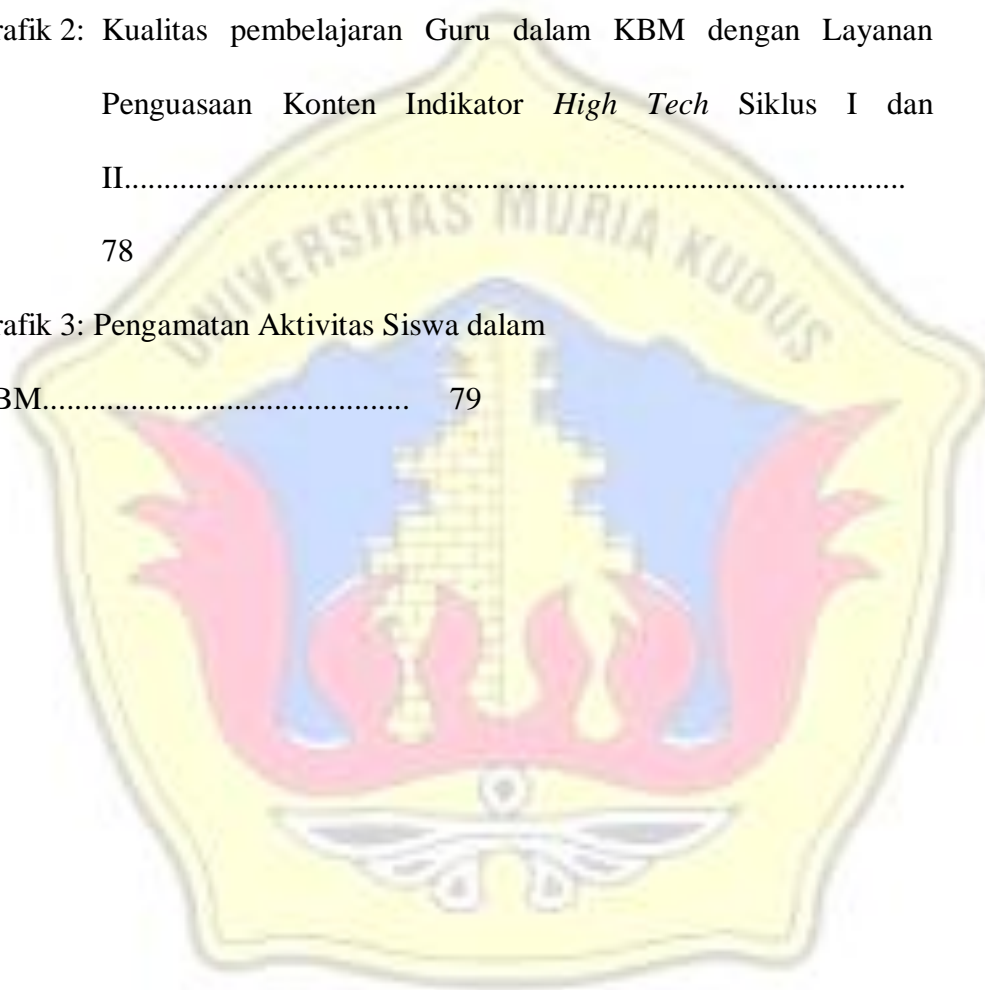 rafik 2: Kualitas pembelajaran Guru dalam KBM dengan Layanan
Penguasaan Konten Indikator High Tech Siklus I dan
II..................................................................................................
78
rafik 3: Pengamatan Aktivitas Siswa dalam
BM............................................. 79
UNIVERSITAS MURIA KUDUS